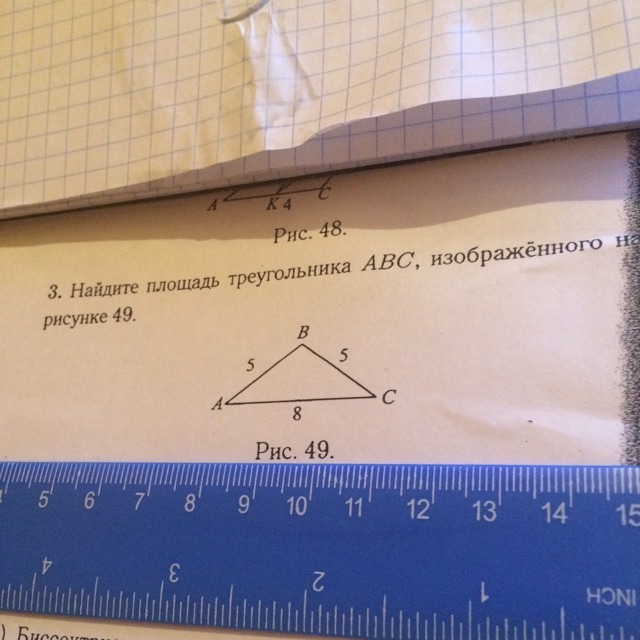 A K 4 C
Рис. 48.
3. Найдите площадь треугольника ABC, изображённого на
рисунке 49.
B
5 5
A C
8
Рис. 49.
5 6 7 8 9 10 11 12 13 14 15
4 3 2 1 INCH
) Биссектри